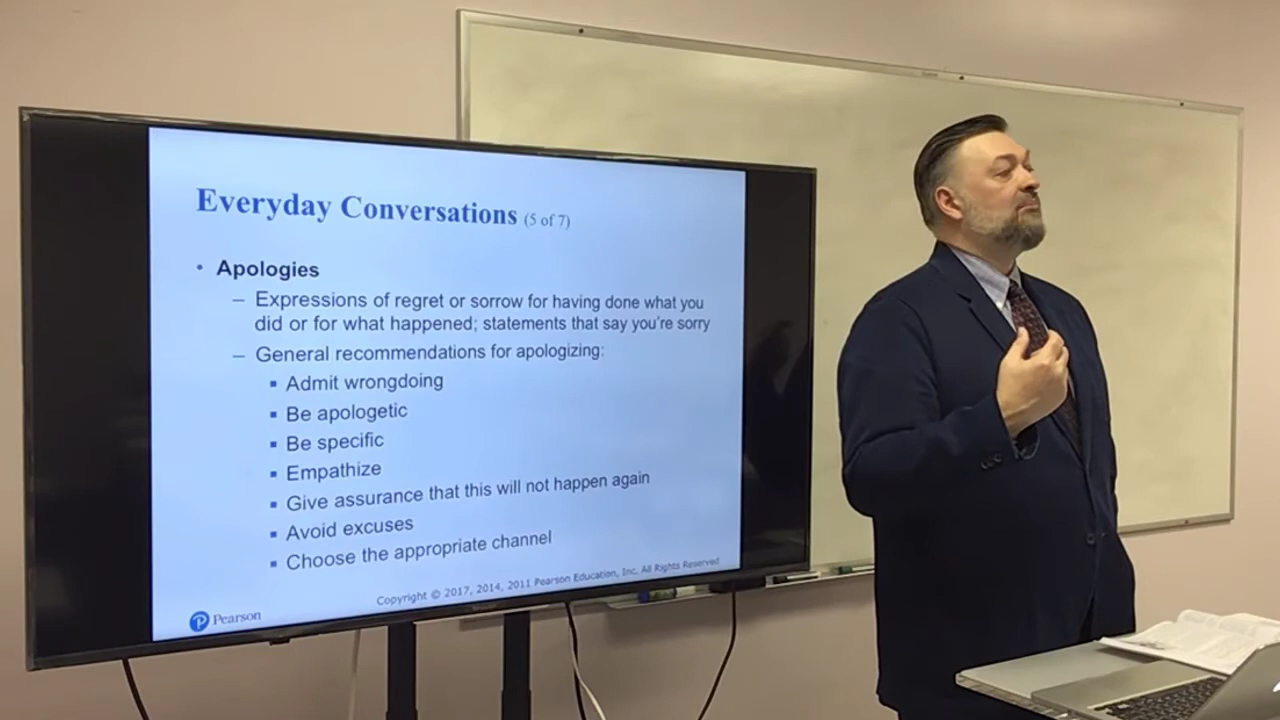 Everyday Conversations (5 of 7)
• Apologies
– Expressions of regret or sorrow for having done what you
did or for what happened; statements that say you're sorry
– General recommendations for apologizing:
▪ Admit wrongdoing
▪ Be apologetic
▪ Be specific
▪ Empathize
▪ Give assurance that this will not happen again
▪ Avoid excuses
▪ Choose the appropriate channel
Copyright © 2017, 2014, 2011 Pearson Education, Inc. All Rights Reserved
P Pearson